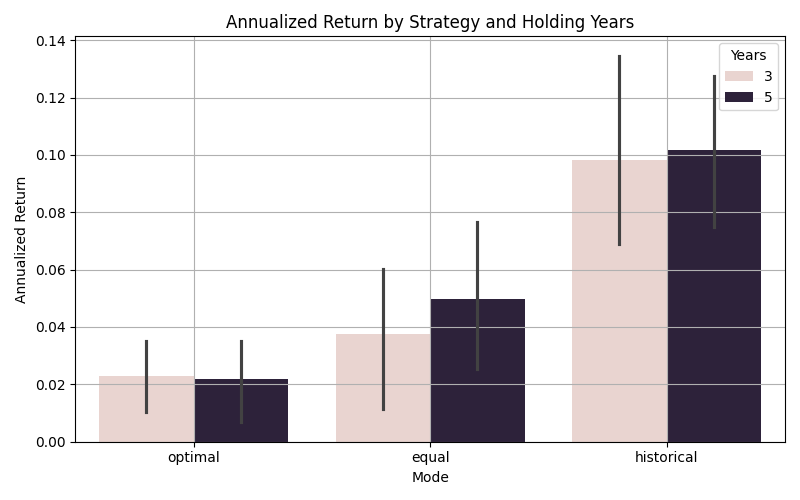 Annualized Return by Strategy and Holding Years
0.14
0.12
0.10
0.08
0.06
0.04
0.02
0.00
Annualized Return
Years
3
5
optimal
equal
historical
Mode